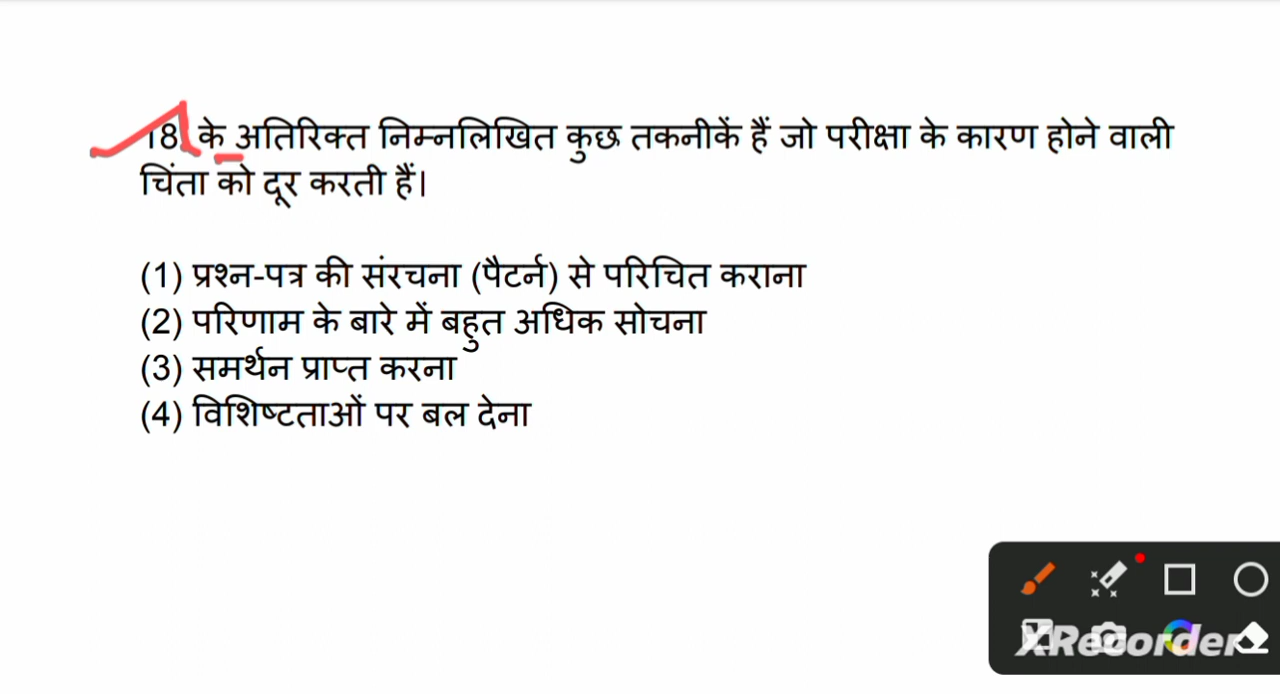 18. के अतिरिक्त निम्नलिखित कुछ तकनीकें हैं जो परीक्षा के कारण होने वाली
चिंता को दूर करती हैं।
(1) प्रश्न-पत्र की संरचना (पैटर्न) से परिचित कराना
(2) परिणाम के बारे में बहुत अधिक सोचना
(3) समर्थन प्राप्त करना
(4) विशिष्टताओं पर बल देना
XRecorder